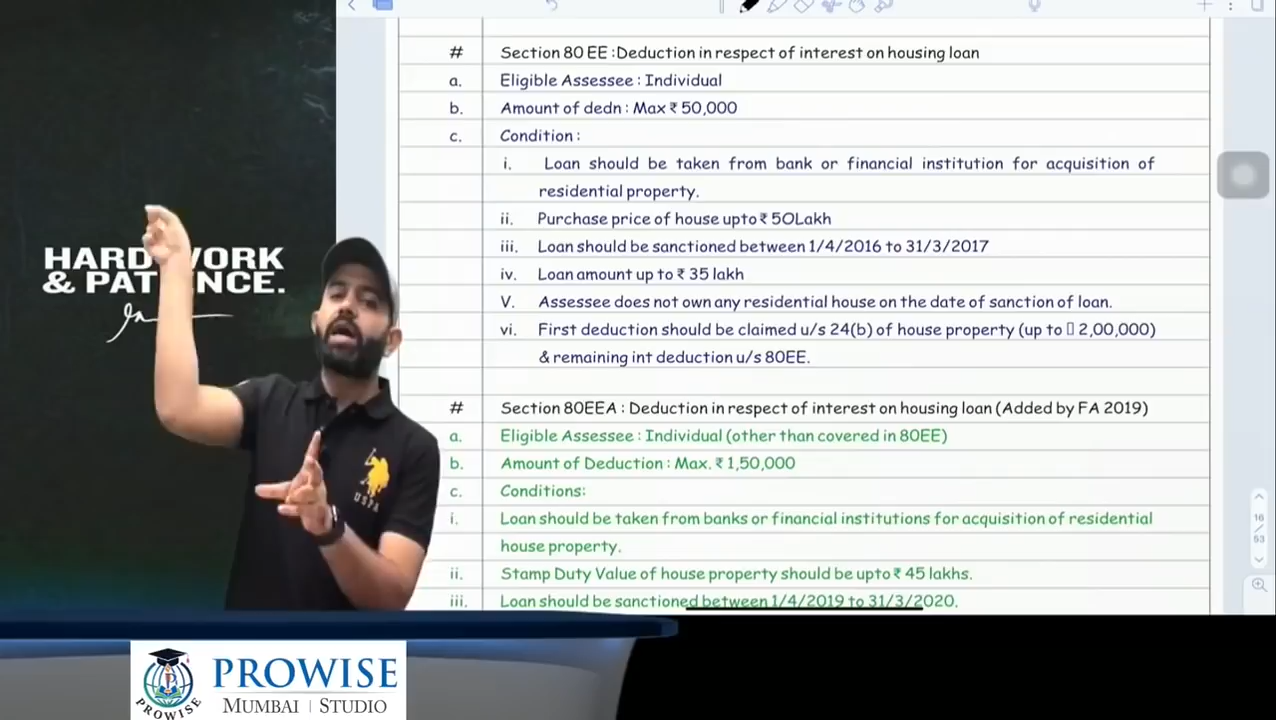 HARD WORK
& PATIENCE.
USPA
# Section 80 EE :Deduction in respect of interest on housing loan
a. Eligible Assessee : Individual
b. Amount of dedn : Max ₹ 50,000
c. Condition :
i. Loan should be taken from bank or financial institution for acquisition of
residential property.
ii. Purchase price of house upto ₹ 50Lakh
iii. Loan should be sanctioned between 1/4/2016 to 31/3/2017
iv. Loan amount up to ₹ 35 lakh
V. Assessee does not own any residential house on the date of sanction of loan.
vi. First deduction should be claimed u/s 24(b) of house property (up to ▯ 2,00,000)
& remaining int deduction u/s 80EE.
# Section 80EEA : Deduction in respect of interest on housing loan (Added by FA 2019)
a. Eligible Assessee : Individual (other than covered in 80EE)
b. Amount of Deduction : Max. ₹ 1,50,000
c. Conditions:
i. Loan should be taken from banks or financial institutions for acquisition of residential
house property.
ii. Stamp Duty Value of house property should be upto ₹ 45 lakhs.
iii. Loan should be sanctioned between 1/4/2019 to 31/3/2020.
16
/
53
PROWISE
PROWISE
MUMBAI | STUDIO